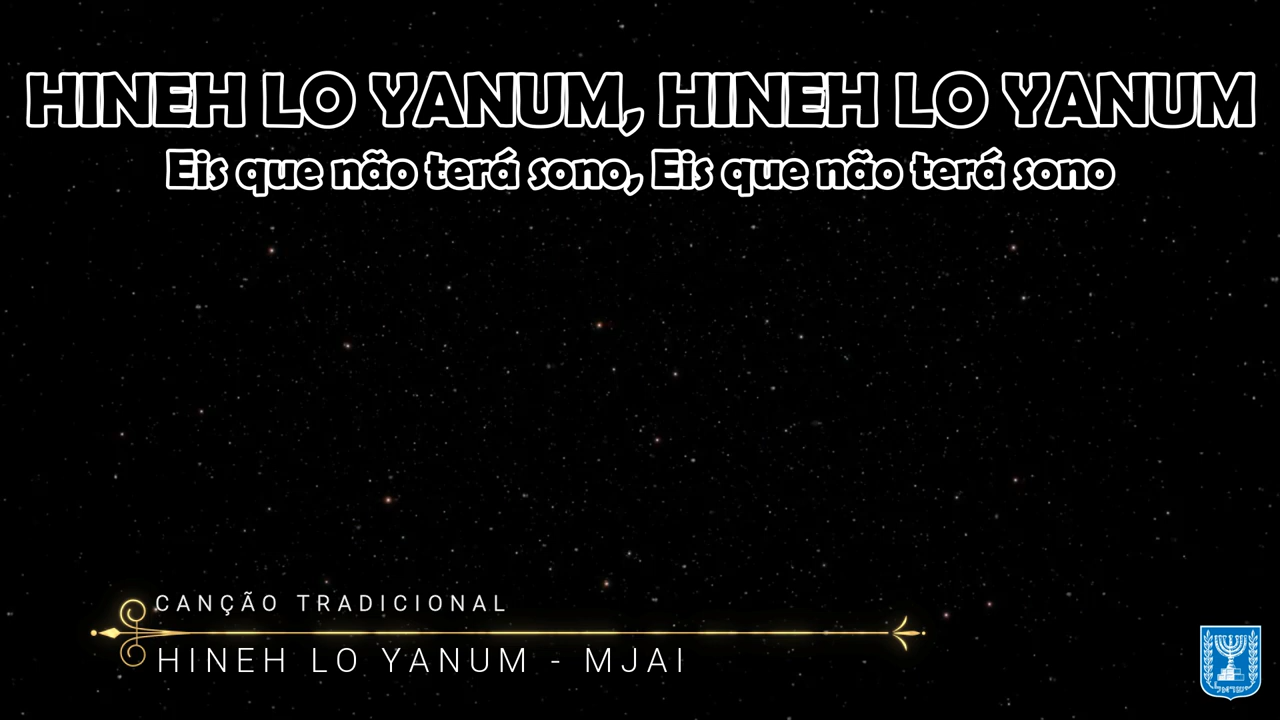 HINEH LO YANUM, HINEH LO YANUM
Eis que não terá sono, Eis que não terá sono
CANÇÃO TRADICIONAL
HINEH LO YANUM - MJAI
ישראל